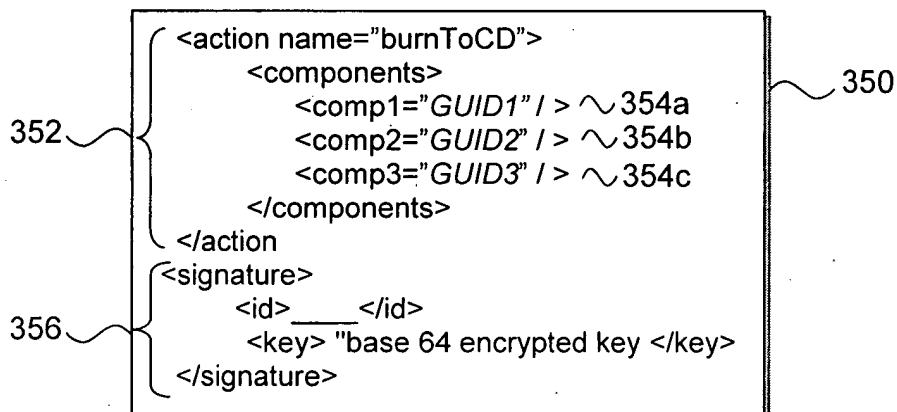 <action name="burnToCD">
<components>
<comp1="GUID1" / > 354a
<comp2="GUID2" / > 354b
<comp3="GUID3" / > 354c
</components>
</action
<signature>
<id>____</id>
<key> "base 64 encrypted key </key>
</signature>
350
352
356